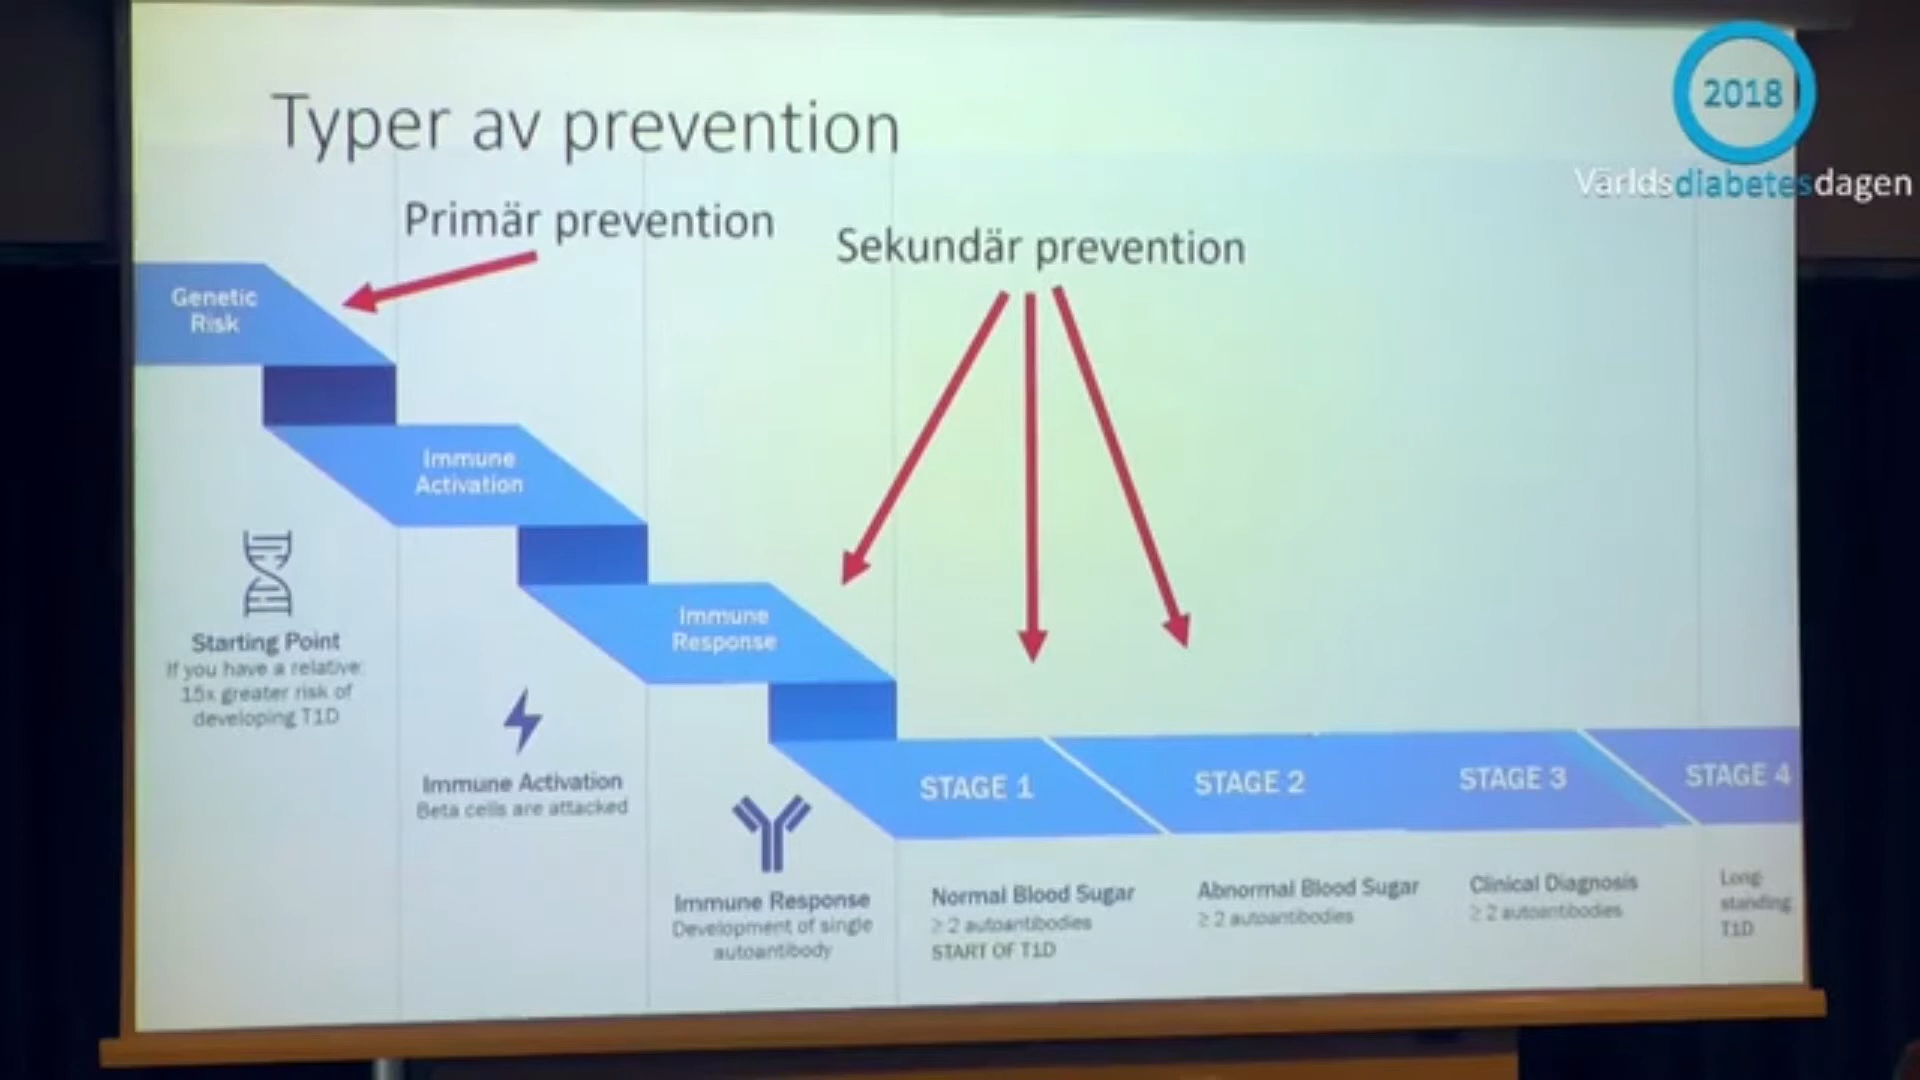 2018
Världsdiabetesdagen
Typer av prevention
Primär prevention
Sekundär prevention
Genetic
Risk
Immune
Activation
Immune
Response
Starting Point
If you have a relative:
15x greater risk of
developing T1D
Immune Activation
Beta cells are attacked
Immune Response
Development of single
autoantibody
STAGE 1
STAGE 2
STAGE 3
STAGE 4
Normal Blood Sugar
≥ 2 autoantibodies
START OF T1D
Abnormal Blood Sugar
≥ 2 autoantibodies
Clinical Diagnosis
≥ 2 autoantibodies
Long
standing
T1D